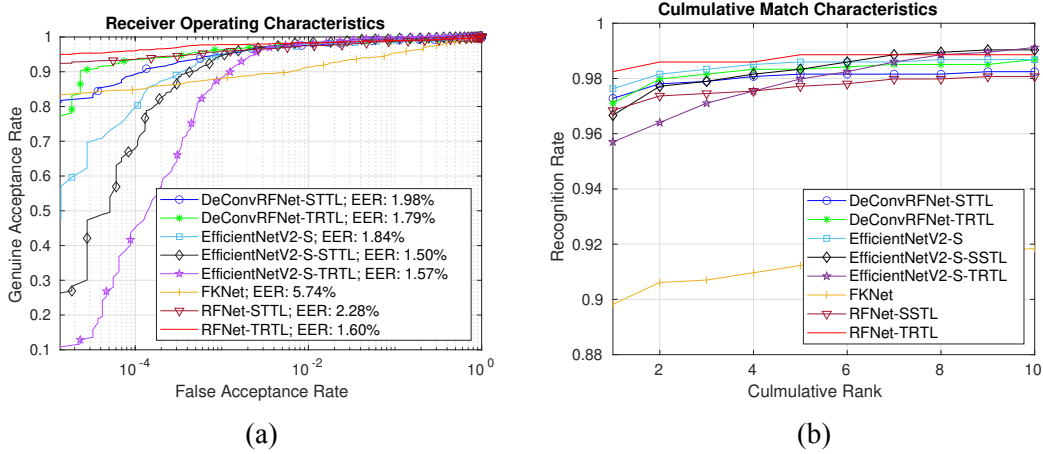 Receiver Operating Characteristics
Genuine Acceptance Rate
1
0.9
0.8
0.7
0.6
0.5
0.4
0.3
0.2
0.1
DeConvRFNet-STTL; EER: 1.98%
DeConvRFNet-TRTL; EER: 1.79%
EfficientNetV2-S; EER: 1.84%
EfficientNetV2-S-STTL; EER: 1.50%
EfficientNetV2-S-TRTL; EER: 1.57%
FKNet; EER: 5.74%
RFNet-STTL; EER: 2.28%
RFNet-TRTL; EER: 1.60%
10-4
10-2
100
False Acceptance Rate
(a)
Culmulative Match Characteristics
Recognition Rate
1
0.98
0.96
0.94
0.92
0.9
0.88
DeConvRFNet-STTL
DeConvRFNet-TRTL
EfficientNetV2-S
EfficientNetV2-S-SSTL
EfficientNetV2-S-TRTL
FKNet
RFNet-SSTL
RFNet-TRTL
2
4
6
8
10
Culmulative Rank
(b)